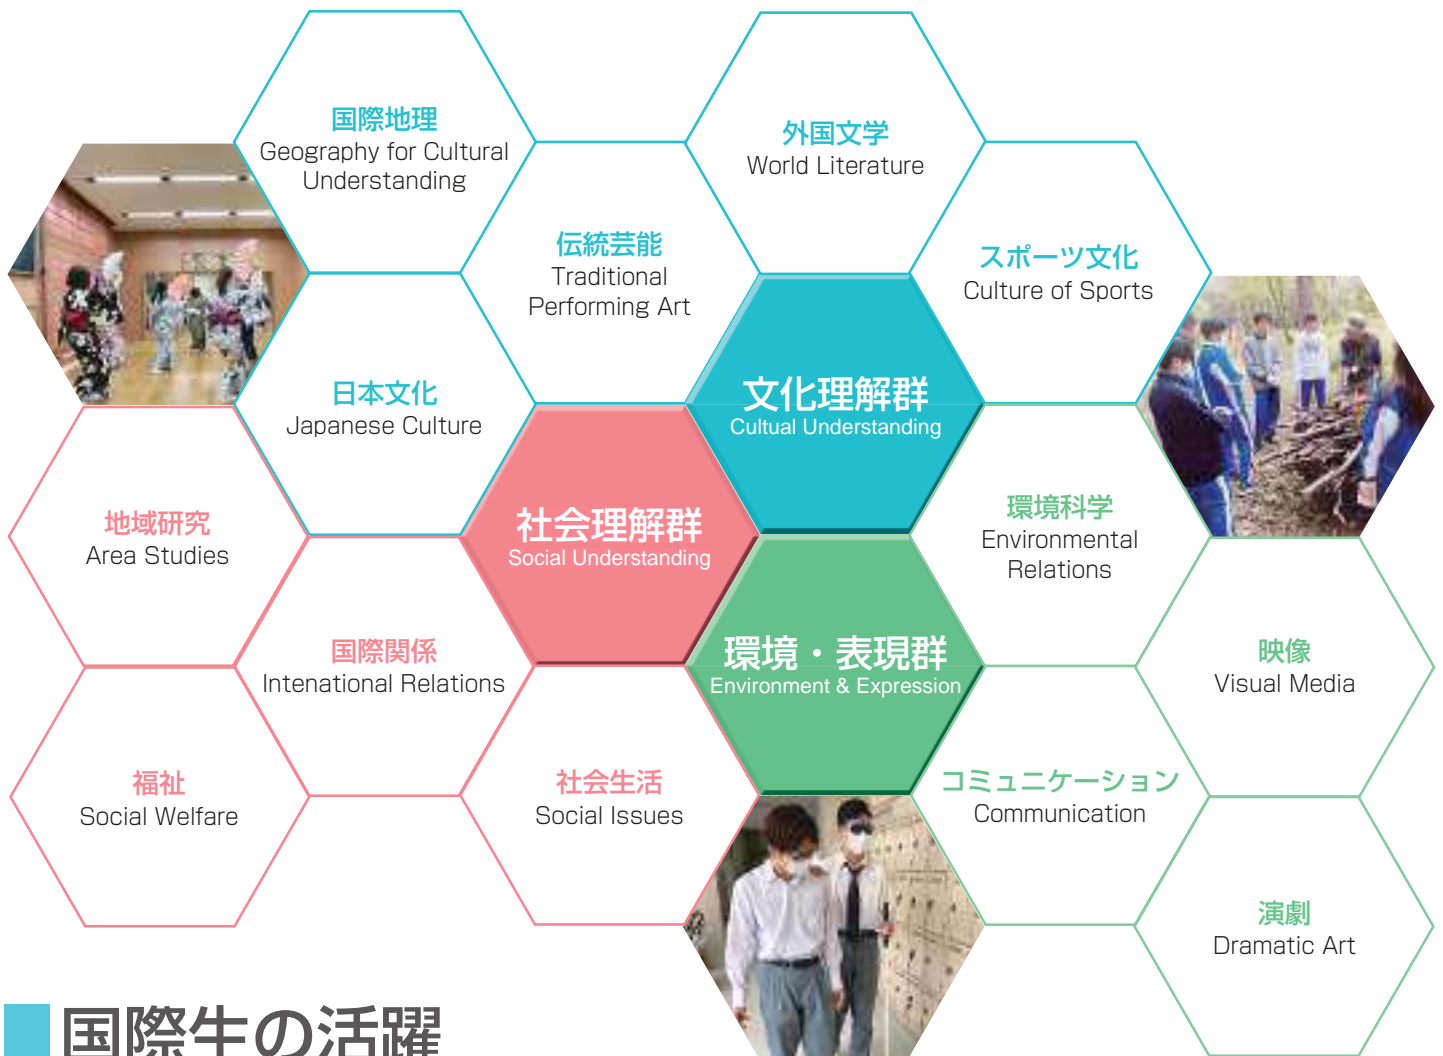 国際地理
Geography for Cultural
Understanding
外国文学
World Literature
伝統芸能
Traditional
Performing Art
スポーツ文化
Culture of Sports
日本文化
Japanese Culture
文化理解群
Cultual Understanding
地域研究
Area Studies
社会理解群
Social Understanding
環境科学
Environmental
Relations
国際関係
Intenational Relations
環境・表現群
Environment & Expression
映像
Visual Media
福祉
Social Welfare
社会生活
Social Issues
コミュニケーション
Communication
演劇
Dramatic Art
国際生の活躍